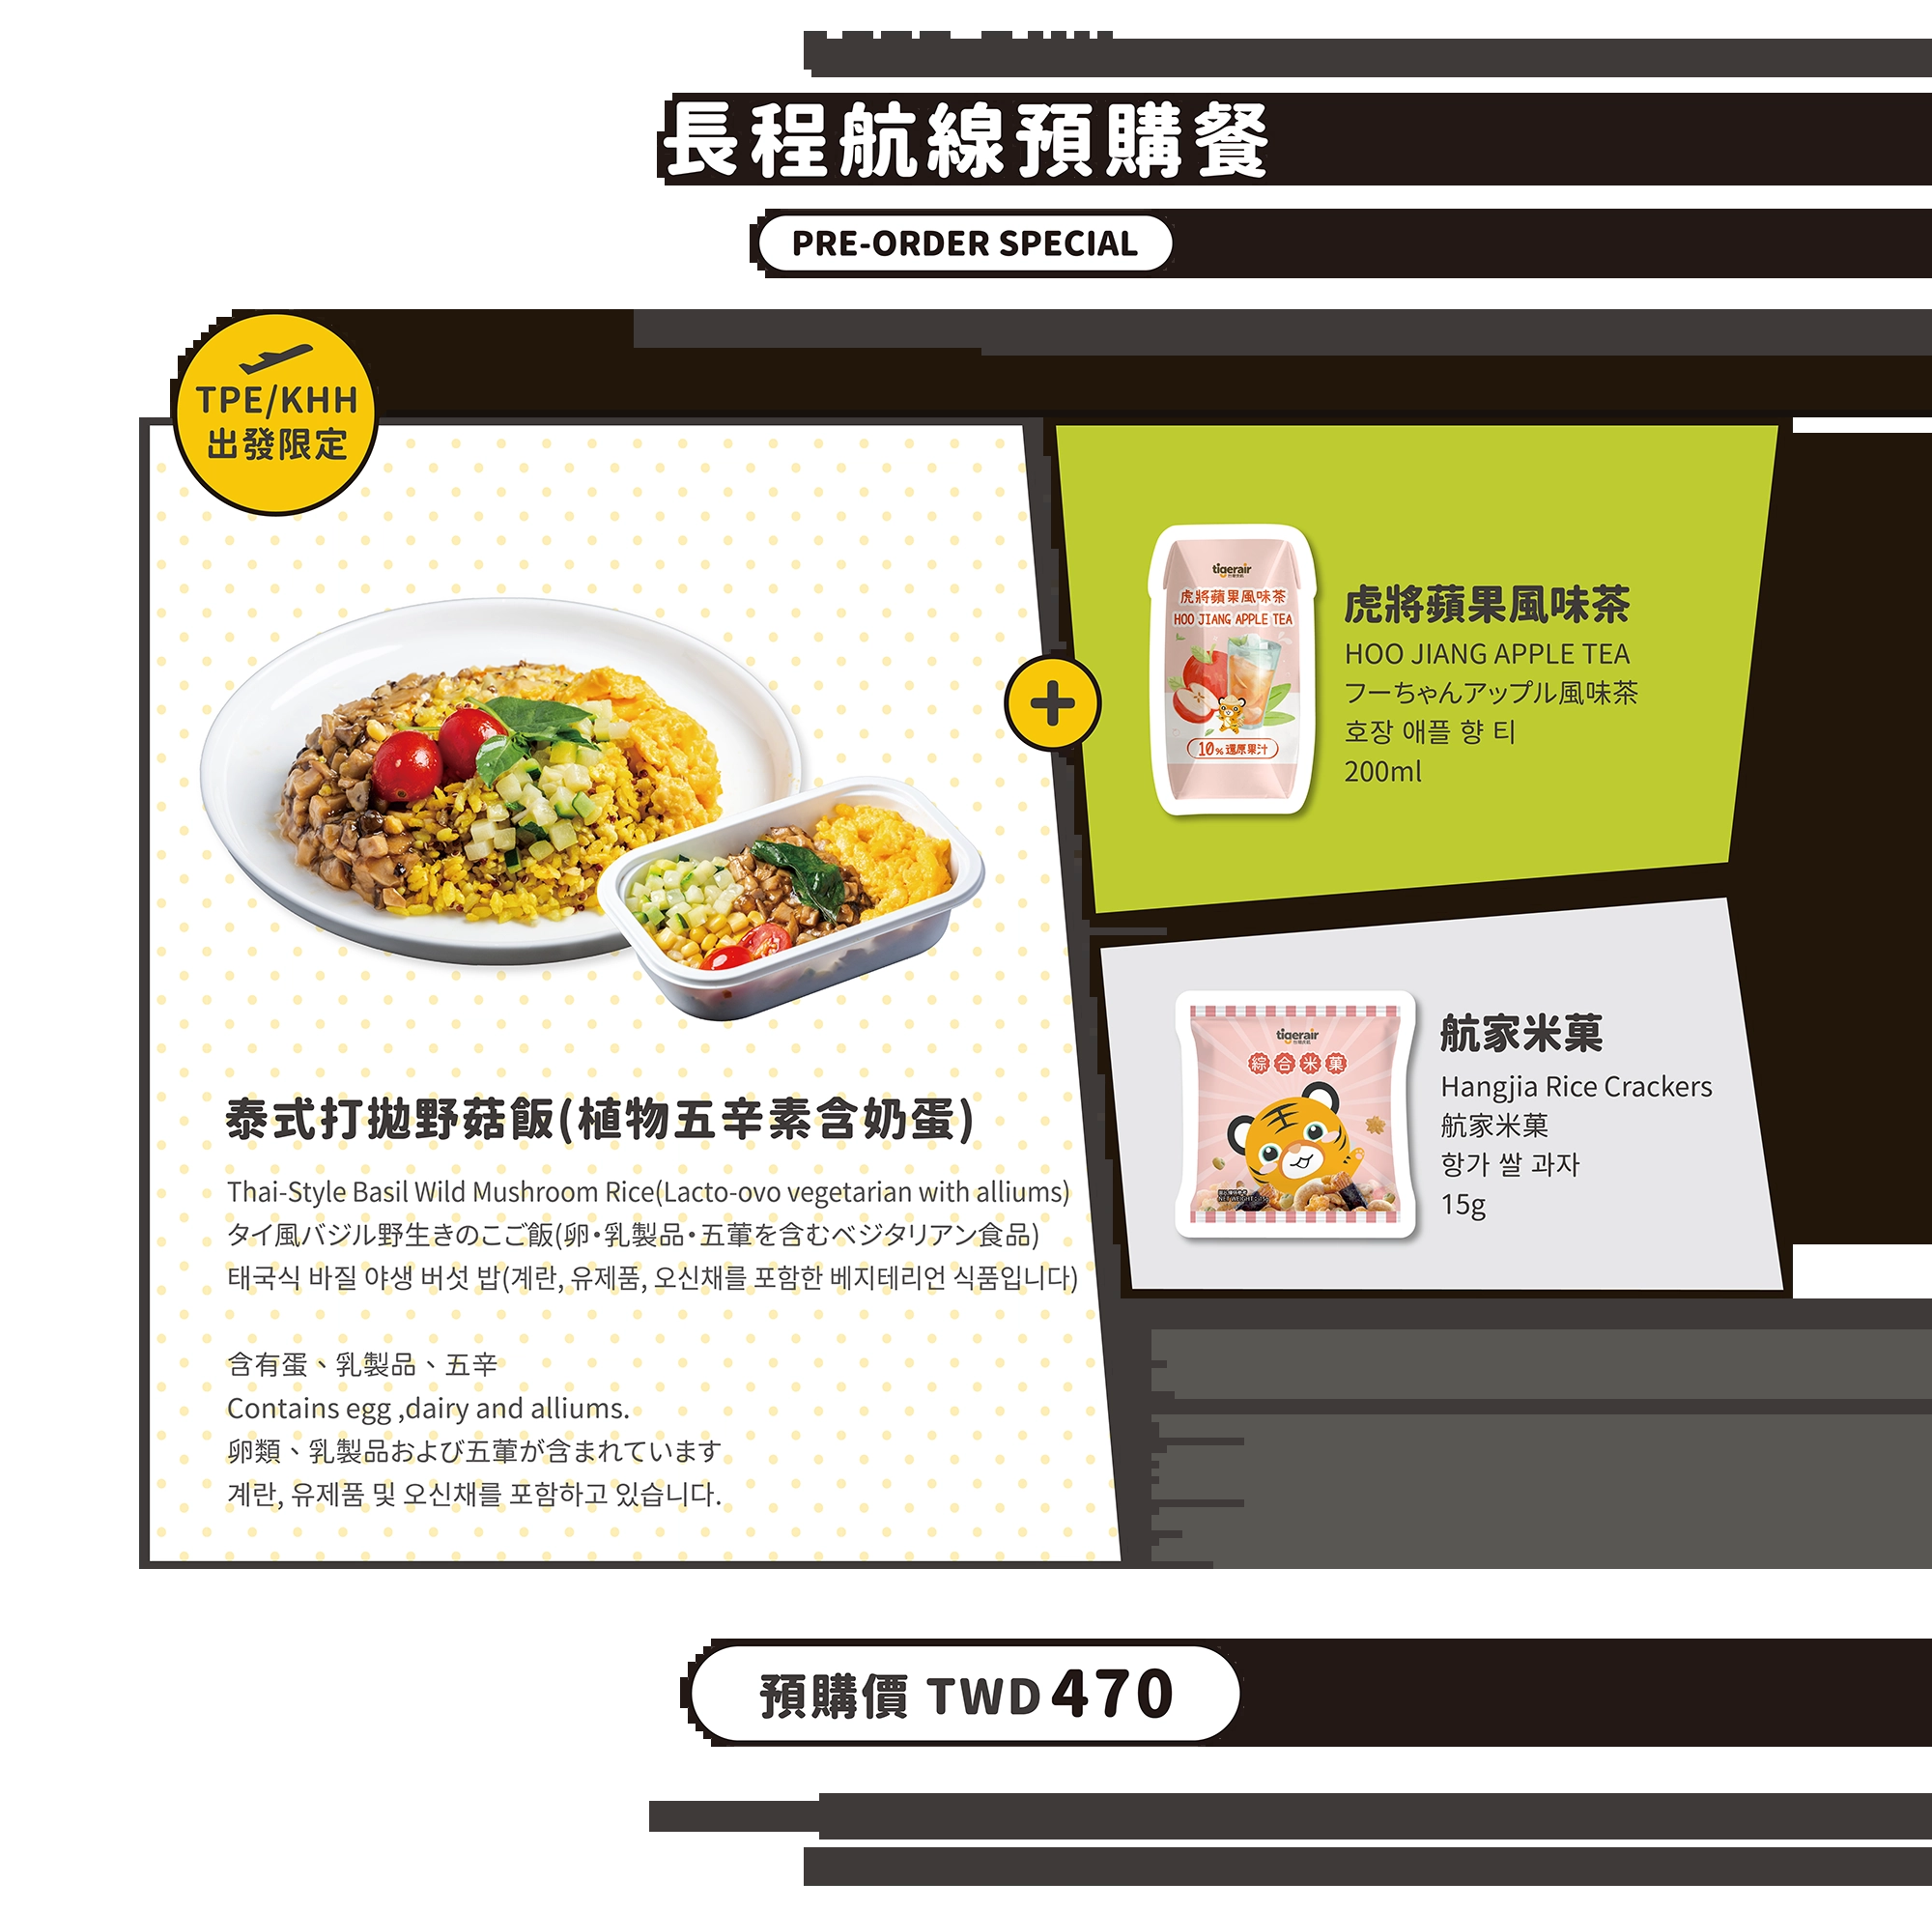 長程航線預購餐
PRE-ORDER SPECIAL
TPE/KHH
出發限定
泰式打拋野菇飯(植物五辛素含奶蛋)
Thai-Style Basil Wild Mushroom Rice(Lacto-ovo vegetarian with alliums)
タイ風バジル野生きのこご飯(卵・乳製品・五葷を含むベジタリアン食品)
태국식 바질 야생 버섯 밥(계란, 유제품, 오신채를 포함한 베지테리언 식품입니다)
含有蛋、乳製品、五辛
Contains egg ,dairy and alliums.
卵類、乳製品および五葷が含まれています
계란, 유제품 및 오신채를 포함하고 있습니다.
+
tigerair
台灣虎航
虎將蘋果風味茶
HOO JIANG APPLE TEA
10%還原果汁
虎將蘋果風味茶
HOO JIANG APPLE TEA
フーちゃんアップル風味茶
호장 애플 향 티
200ml
tigerair
台灣虎航
綜合米菓
航家米菓
Hangjia Rice Crackers
航家米菓
항가 쌀 과자
15g
預購價 TWD470